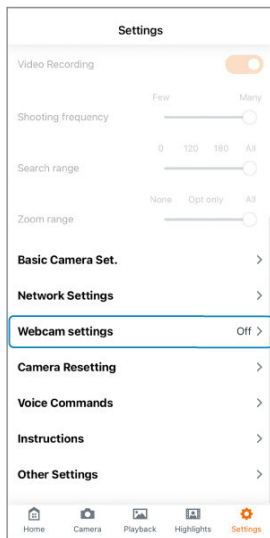 Settings
Video Recording
Few Many
Shooting frequency
0 120 180 All
Search range
None Opt only All
Zoom range
Basic Camera Set.
Network Settings
Webcam settings Off
Camera Resetting
Voice Commands
Instructions
Other Settings
Home Camera Playback Highlights Settings